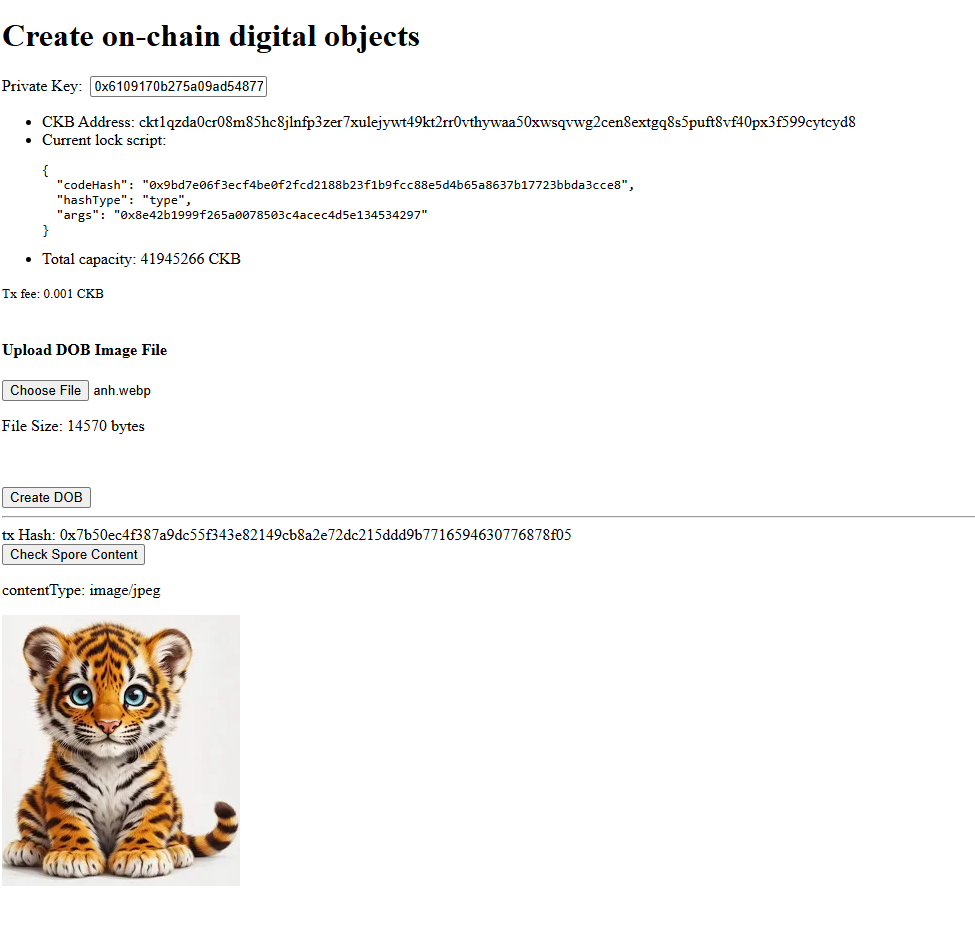 Create on-chain digital objects
Private Key: 0x6109170b275a09ad54877
CKB Address: ckt1qzda0cr08m85hc8jlnfp3zer7xulejywt49kt2rr0vthywaa50xwsqvwg2cen8extgq8s5puft8vf40px3f599cytcyd8
Current lock script:
{
"codeHash": "0x9bd7e06f3ecf4be0f2fcd2188b23f1b9fcc88e5d4b65a8637b17723bbda3cce8",
"hashType": "type",
"args": "0x8e42b1999f265a0078503c4acec4d5e134534297"
}
Total capacity: 41945266 CKB
Tx fee: 0.001 CKB
Upload DOB Image File
Choose File anh.webp
File Size: 14570 bytes
Create DOB
tx Hash: 0x7b50ec4f387a9dc55f343e82149cb8a2e72dc215ddd9b7716594630776878f05
Check Spore Content
contentType: image/jpeg